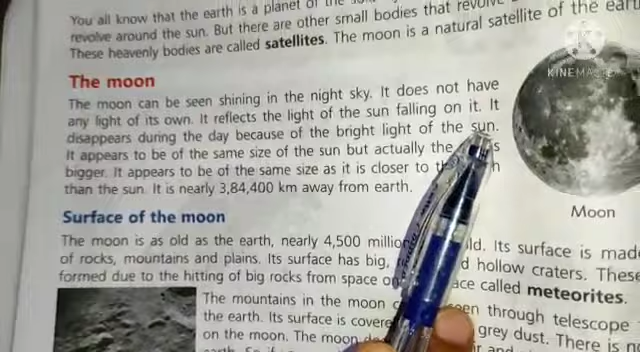 You all know that the earth is a planet of the
revolve around the sun. But there are other small bodies that revolve
These heavenly bodies are called satellites. The moon is a natural satellite of the earth
The moon
The moon can be seen shining in the night sky. It does not have
any light of its own. It reflects the light of the sun falling on it. It
disappears during the day because of the bright light of the sun.
It appears to be of the same size of the sun but actually the
bigger. It appears to be of the same size as it is closer to
than the sun. It is nearly 3,84,400 km away from earth.
Moon
Surface of the moon
The moon is as old as the earth, nearly 4,500 million Its surface is made
of rocks, mountains and plains. Its surface has big, hollow craters. These
formed due to the hitting of big rocks from space called meteorites.
The mountains in the moon seen through telescope
the earth. Its surface is covered grey dust. There is
on the moon. The moon
KINEMASTER